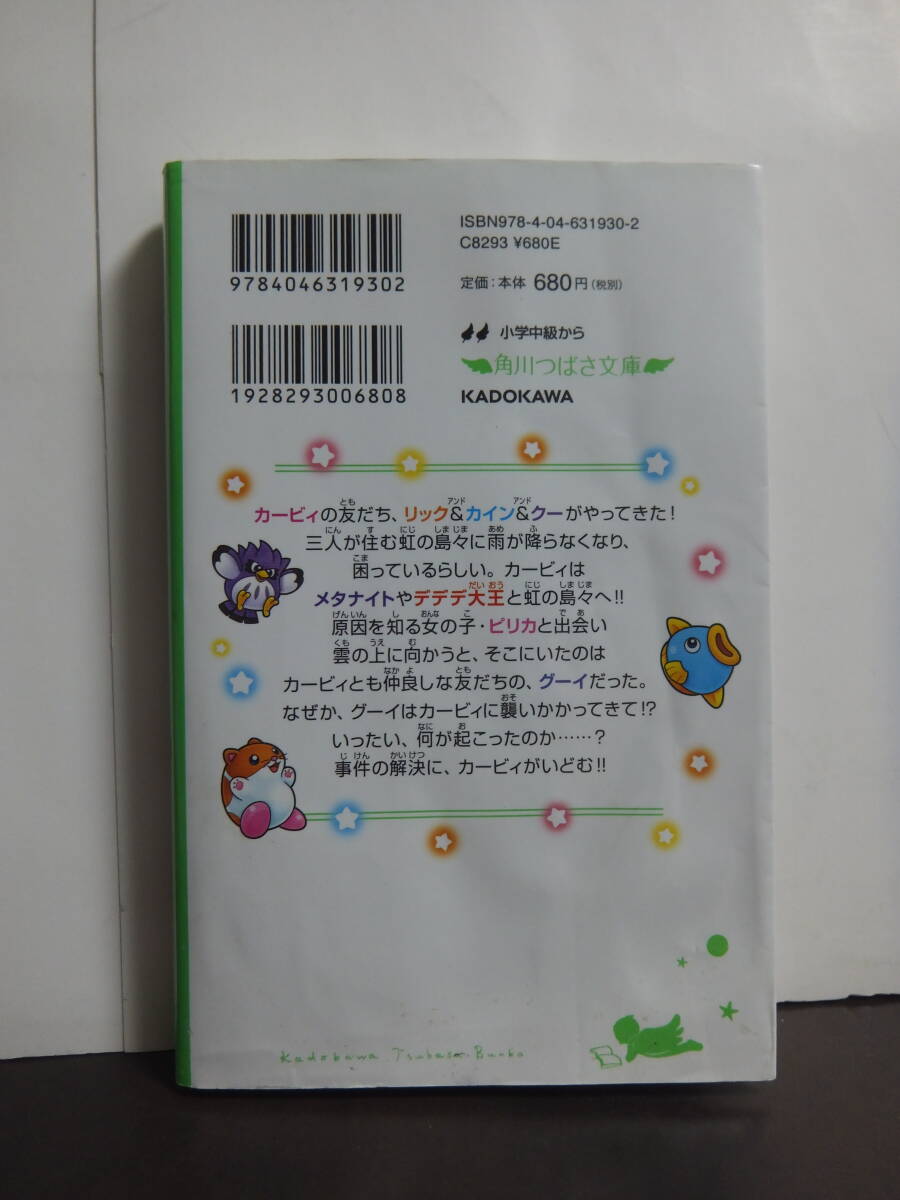 ISBN978-4-04-631930-2
C8293 ¥680E
9784046319302
定価：本体680円（税別）
小学中級から
角川つばさ文庫
1928293006808
KADOKAWA
カービィの友だち、リック&カイン&クーがやってきた！
三人が住む虹の島々に雨が降らなくなり、
困っているらしい。カービィは
メタナイトやデデデ大王と虹の島々へ!!
原因を知る女の子・ピリカと出会い
雲の上に向かうと、そこにいたのは
カービィとも仲良しな友だちの、グーイだった。
なぜか、グーイはカービィに襲いかかってきて!?
いったい、何が起こったのか……？
事件の解決に、カービィがいどむ!!
Kadokawa Tsubasa Bunko